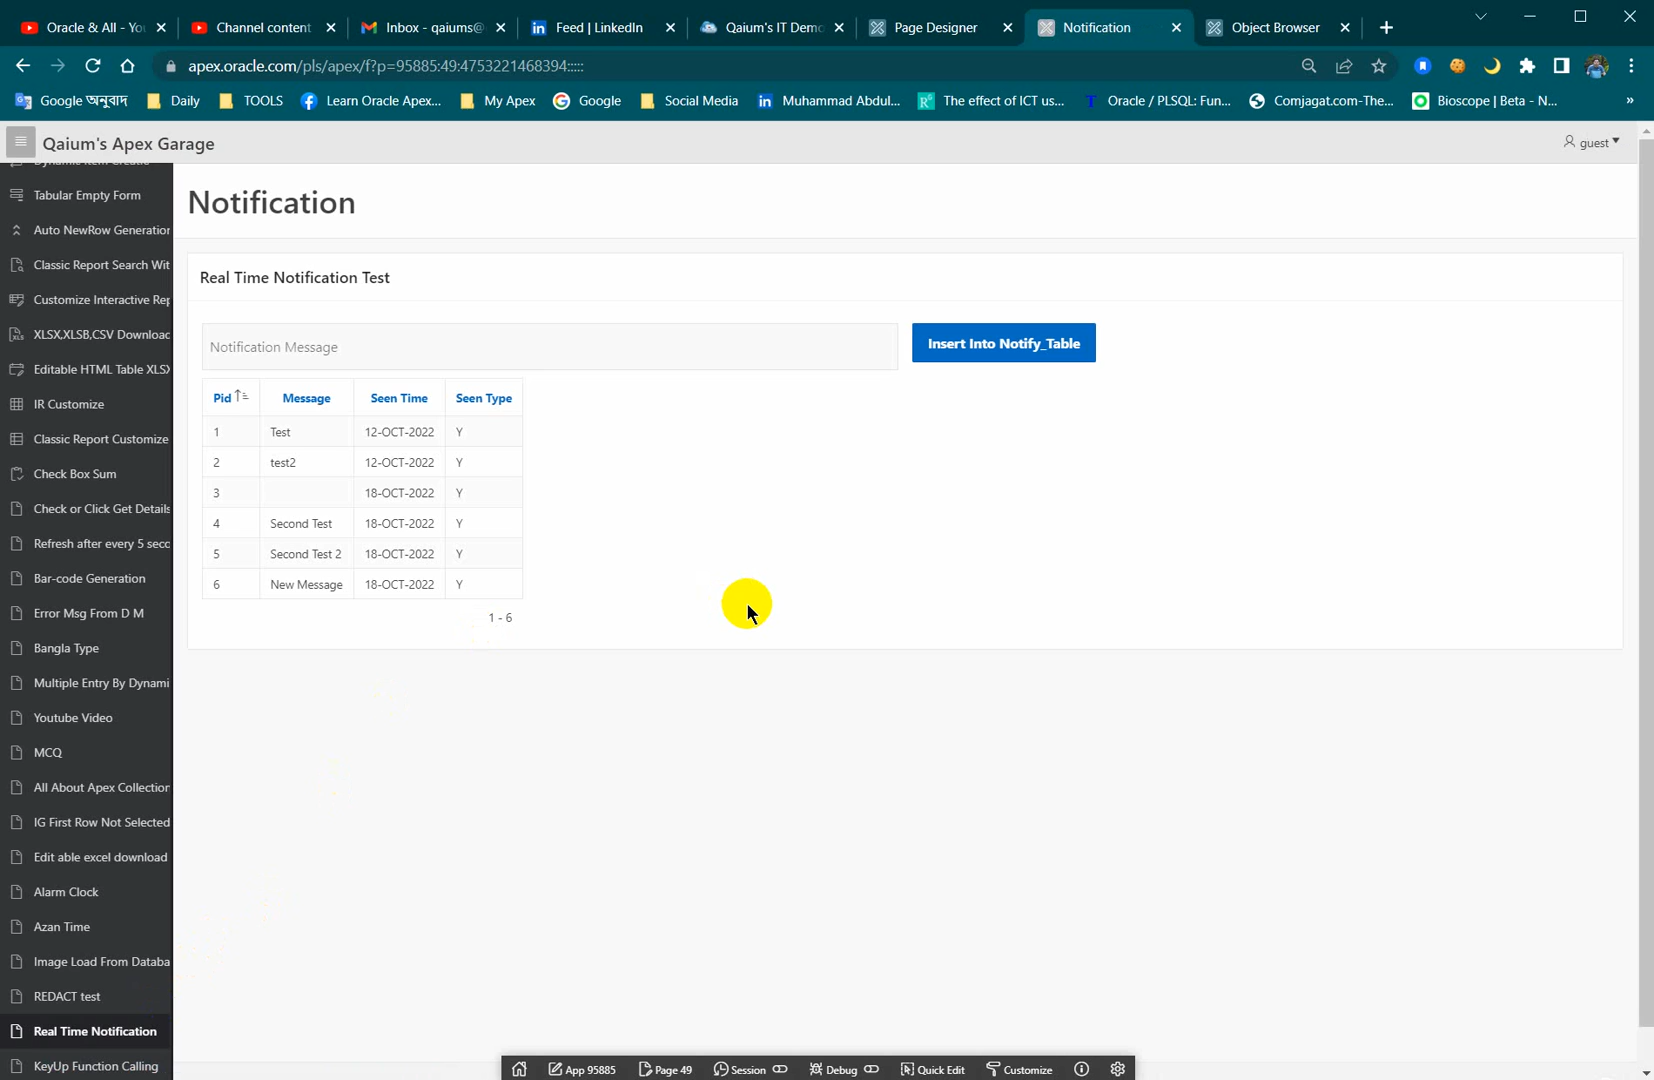 Oracle & All - Yo
Channel content
Inbox - qaiums@
Feed | LinkedIn
Qaium's IT Demo
Page Designer
Notification
Object Browser
apex.oracle.com/pls/apex/f?p=95885:49:4753221468394:::::
Google অনুবাদ
Daily
TOOLS
Learn Oracle Apex...
My Apex
Google
Social Media
Muhammad Abdul...
The effect of ICT us...
Oracle / PLSQL: Fun...
Comjagat.com-The...
Bioscope | Beta - N...
»
Qaium's Apex Garage
guest
Tabular Empty Form
Auto NewRow Generation
Classic Report Search Wit
Customize Interactive Rep
XLSX,XLSB,CSV Downloac
Editable HTML Table XLSX
IR Customize
Classic Report Customize
Check Box Sum
Check or Click Get Details
Refresh after every 5 seco
Bar-code Generation
Error Msg From D M
Bangla Type
Multiple Entry By Dynami
Youtube Video
MCQ
All About Apex Collection
IG First Row Not Selected
Edit able excel download
Alarm Clock
Azan Time
Image Load From Databa
REDACT test
Real Time Notification
KeyUp Function Calling
Notification
Real Time Notification Test
Notification Message
Insert Into Notify_Table
Pid Message Seen Time Seen Type
1 Test 12-OCT-2022 Y
2 test2 12-OCT-2022 Y
3 18-OCT-2022 Y
4 Second Test 18-OCT-2022 Y
5 Second Test 2 18-OCT-2022 Y
6 New Message 18-OCT-2022 Y
1 - 6
App 95885
Page 49
Session
Debug
Quick Edit
Customize